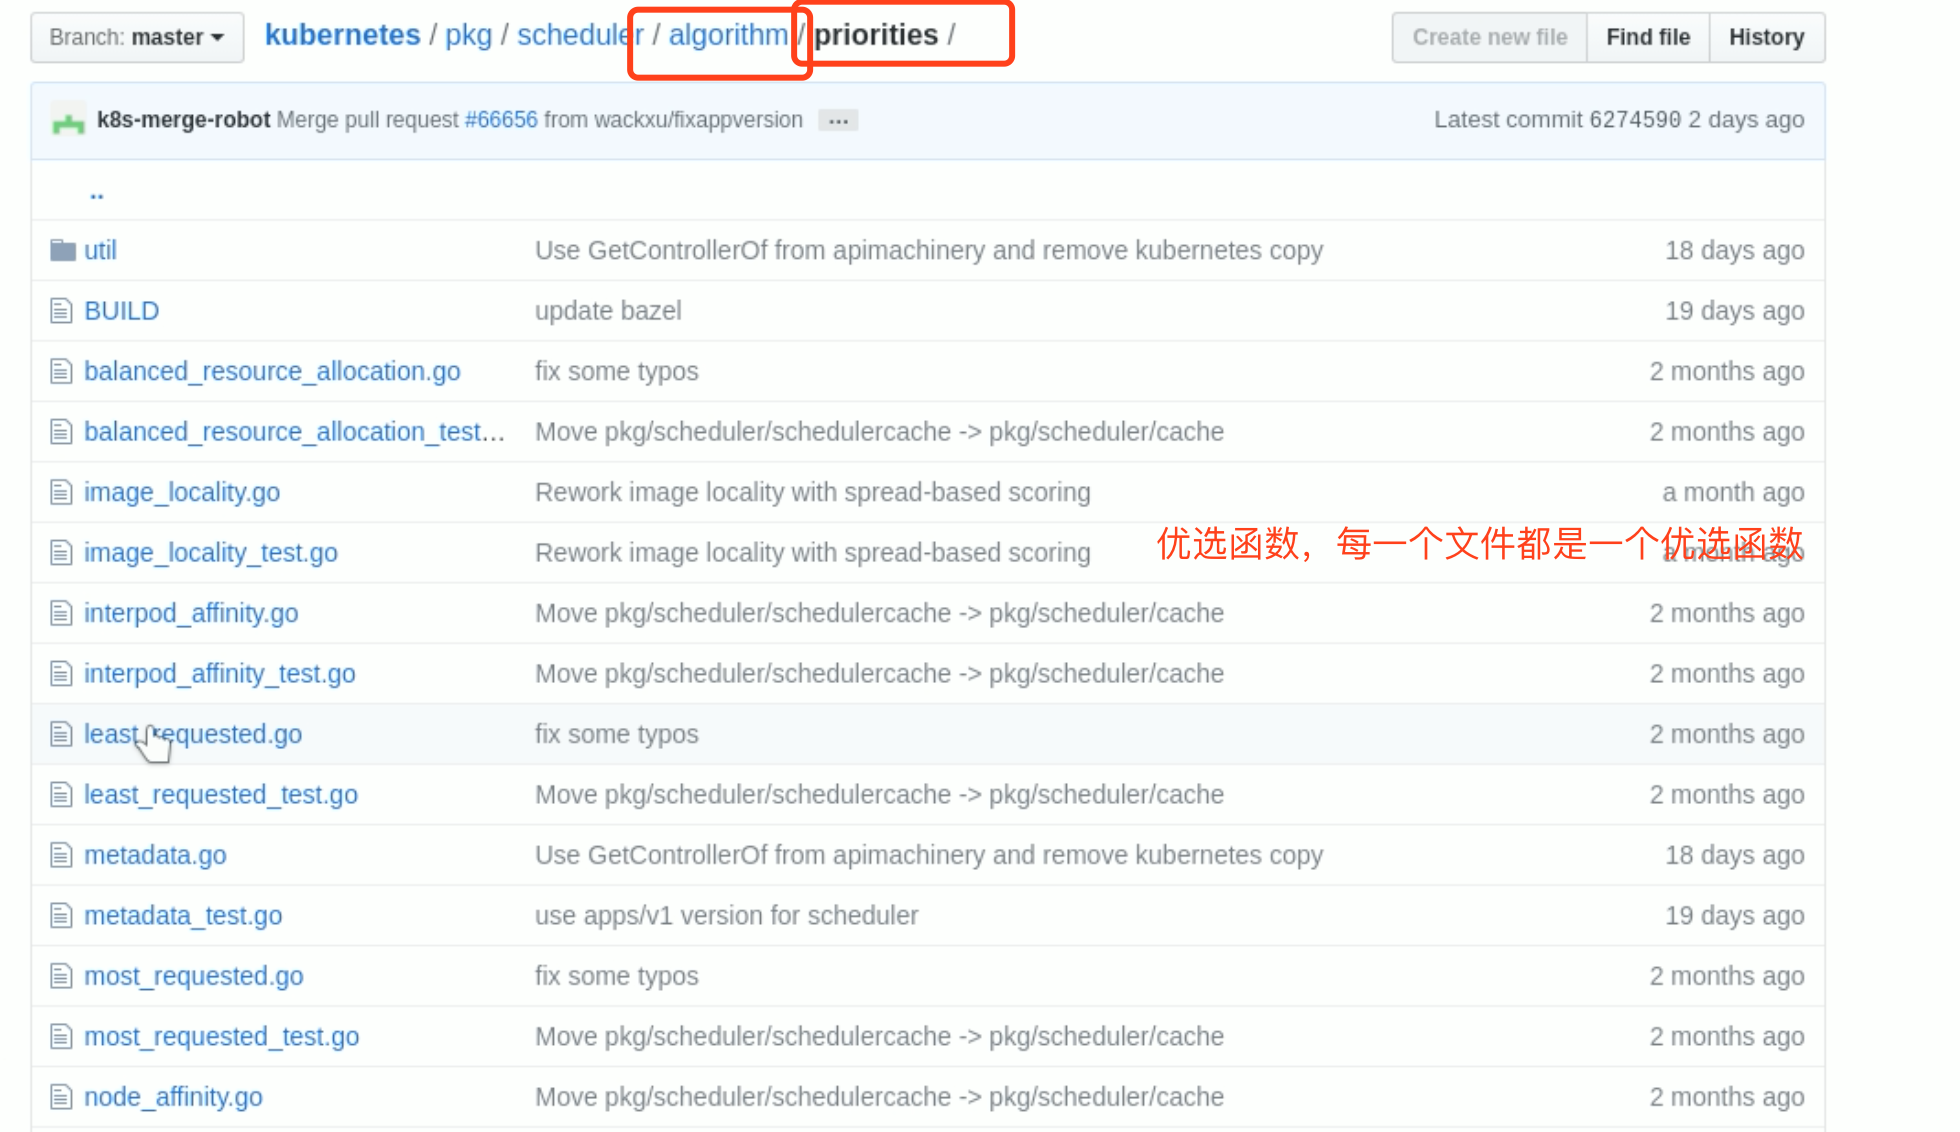 Branch: master kubernetes / pkg / scheduler / algorithm / priorities / Create new file Find file History
k8s-merge-robot Merge pull request #66656 from wackxu/fixappversion ... Latest commit 6274590 2 days ago
..
util Use GetControllerOf from apimachinery and remove kubernetes copy 18 days ago
BUILD update bazel 19 days ago
balanced_resource_allocation.go fix some typos 2 months ago
balanced_resource_allocation_test... Move pkg/scheduler/schedulercache -> pkg/scheduler/cache 2 months ago
image_locality.go Rework image locality with spread-based scoring a month ago
优选函数，每一个文件都是一个优选函数
image_locality_test.go Rework image locality with spread-based scoring a month ago
interpod_affinity.go Move pkg/scheduler/schedulercache -> pkg/scheduler/cache 2 months ago
interpod_affinity_test.go Move pkg/scheduler/schedulercache -> pkg/scheduler/cache 2 months ago
least_requested.go fix some typos 2 months ago
least_requested_test.go Move pkg/scheduler/schedulercache -> pkg/scheduler/cache 2 months ago
metadata.go Use GetControllerOf from apimachinery and remove kubernetes copy 18 days ago
metadata_test.go use apps/v1 version for scheduler 19 days ago
most_requested.go fix some typos 2 months ago
most_requested_test.go Move pkg/scheduler/schedulercache -> pkg/scheduler/cache 2 months ago
node_affinity.go Move pkg/scheduler/schedulercache -> pkg/scheduler/cache 2 months ago